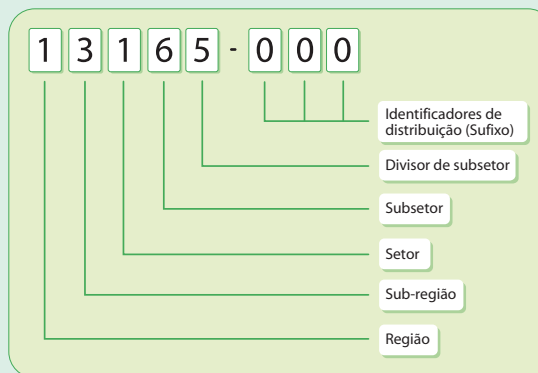 13165-000
Identificadores de
distribuição (Sufixo)
Divisor de subsetor
Subsetor
Setor
Sub-região
Região